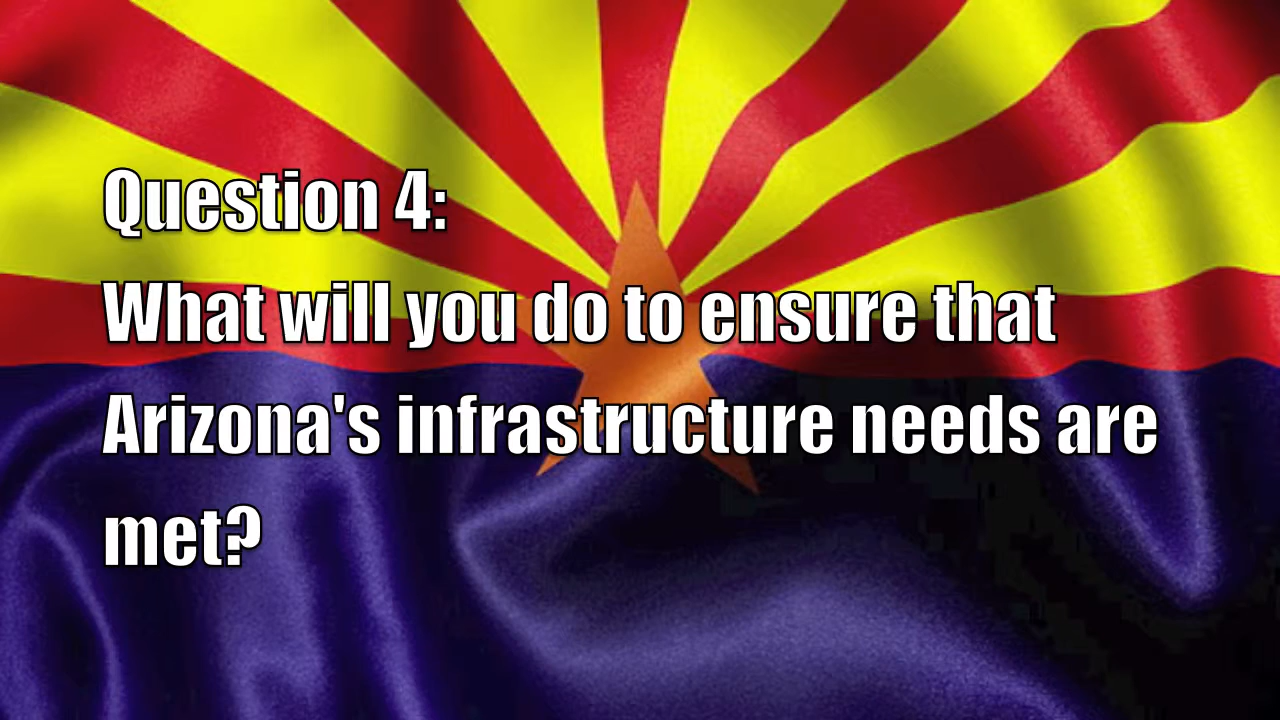 Question 4:
What will you do to ensure that
Arizona's infrastructure needs are
met?